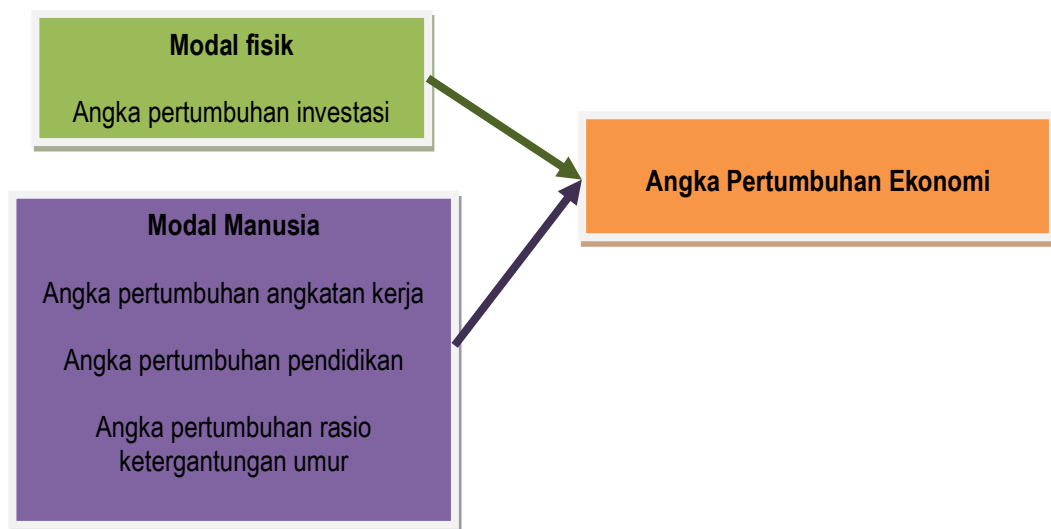 Modal fisik
Angka pertumbuhan investasi
Angka Pertumbuhan Ekonomi
Modal Manusia
Angka pertumbuhan angkatan kerja
Angka pertumbuhan pendidikan
Angka pertumbuhan rasio
ketergantungan umur